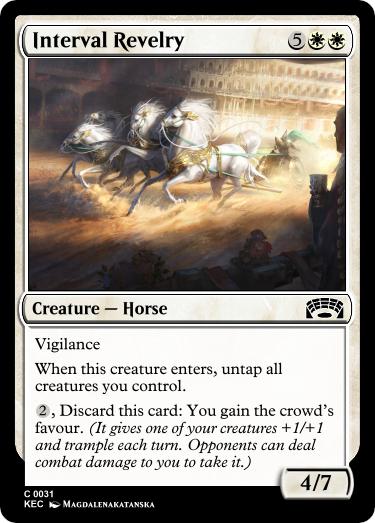 Interval Revelry 5
Creature — Horse
Vigilance
When this creature enters, untap all
creatures you control.
2, Discard this card: You gain the crowd's
favour. (It gives one of your creatures +1/+1
and trample each turn. Opponents can deal
combat damage to you to take it.)
4/7
C 0031
KEC MAGDALENAKATANSKA